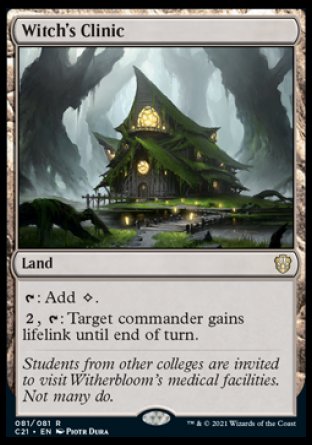 Witch's Clinic
Land
: Add .
2, : Target commander gains
lifelink until end of turn.
Students from other colleges are invited
to visit Witherbloom's medical facilities.
Not many do.
081/081 R
C21 • EN Piotr Dura
™ & © 2021 Wizards of the Coast